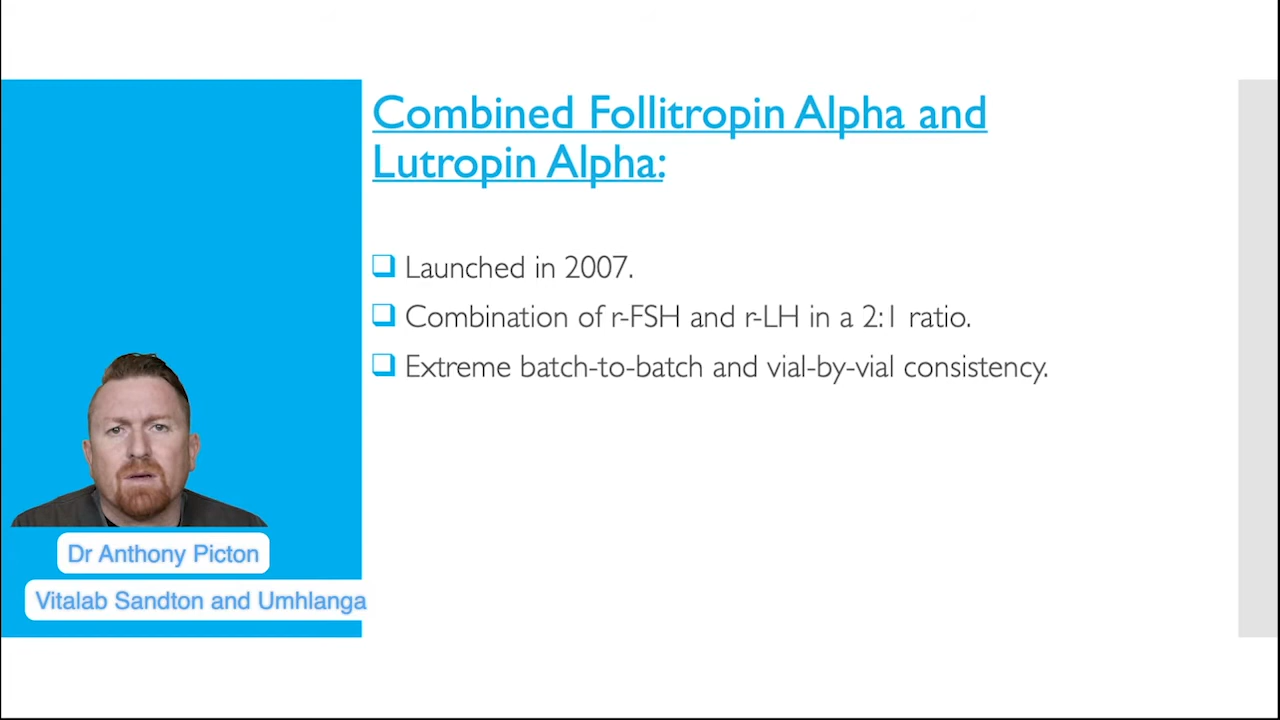 Combined Follitropin Alpha and
Lutropin Alpha:
Launched in 2007.
Combination of r-FSH and r-LH in a 2:1 ratio.
Extreme batch-to-batch and vial-by-vial consistency.
Dr Anthony Picton
Vitalab Sandton and Umhlanga